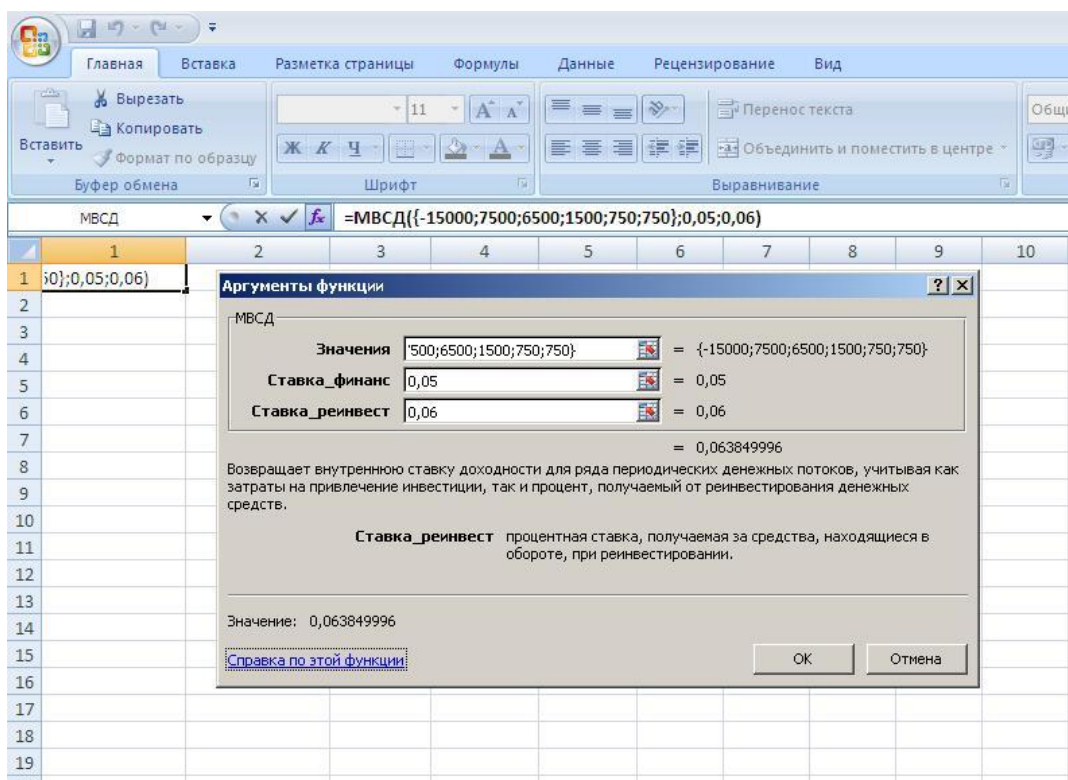 Главная Вставка Разметка страницы Формулы Данные Рецензирование Вид
Вырезать
Копировать
Вставить
Формат по образцу
Буфер обмена
11
Ж К Ч
Шрифт
Перенос текста
Объединить и поместить в центре
Выравнивание
МВСД =МВСД({-15000;7500;6500;1500;750;750};0,05;0,06)
1 2 3 4 5 6 7 8 9 10
1 50};0,05;0,06)
2
3
4
5
6
7
8
9
10
11
12
13
14
15
16
17
18
19
Аргументы функции
МВСД
Значения '500;6500;1500;750;750} = {-15000;7500;6500;1500;750;750}
Ставка_финанс 0,05 = 0,05
Ставка_реинвест 0,06 = 0,06
= 0,063849996
Возвращает внутреннюю ставку доходности для ряда периодических денежных потоков, учитывая как
затраты на привлечение инвестиции, так и процент, получаемый от реинвестирования денежных
средств.
Ставка_реинвест процентная ставка, получаемая за средства, находящиеся в
обороте, при реинвестировании.
Значение: 0,063849996
Справка по этой функции
ОК Отмена